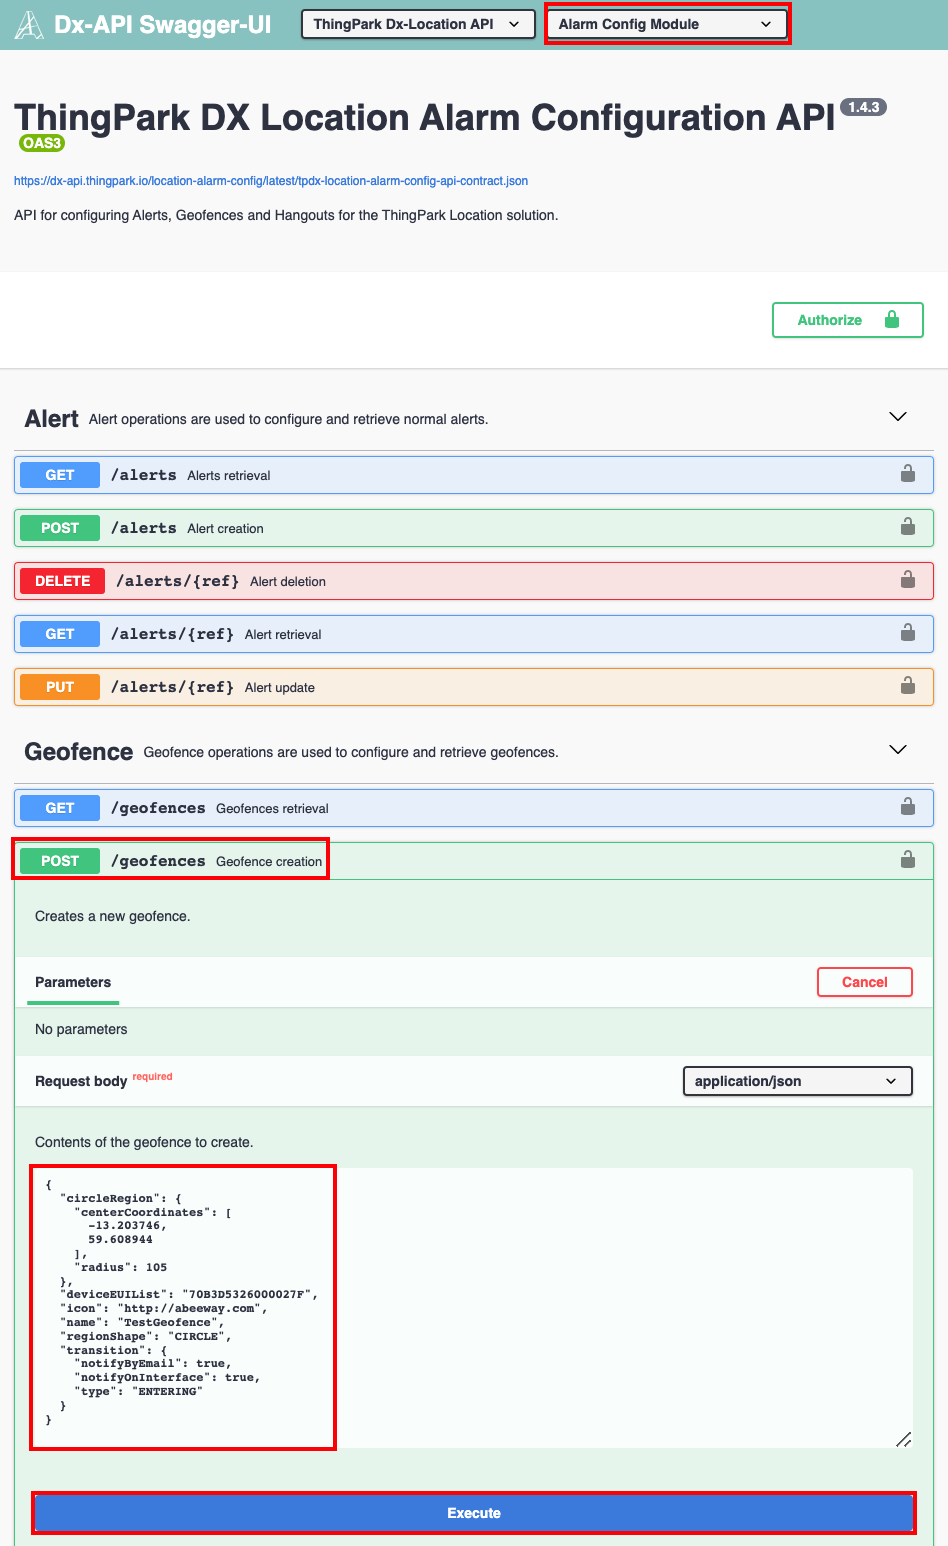 Dx-API Swagger-UI
ThingPark Dx-Location API
Alarm Config Module
ThingPark DX Location Alarm Configuration API 1.4.3
OAS3
https://dx-api.thingpark.io/location-alarm-config/latest/tpdx-location-alarm-config-api-contract.json
API for configuring Alerts, Geofences and Hangouts for the ThingPark Location solution.
Authorize
Alert Alert operations are used to configure and retrieve normal alerts.
GET /alerts Alerts retrieval
POST /alerts Alert creation
DELETE /alerts/{ref} Alert deletion
GET /alerts/{ref} Alert retrieval
PUT /alerts/{ref} Alert update
Geofence Geofence operations are used to configure and retrieve geofences.
GET /geofences Geofences retrieval
POST /geofences Geofence creation
Creates a new geofence.
Parameters
Cancel
No parameters
Request body required
application/json
Contents of the geofence to create.
{
"circleRegion": {
"centerCoordinates": [
-13.203746,
59.608944
],
"radius": 105
},
"deviceEUIList": "70B3D5326000027F",
"icon": "http://abeeway.com",
"name": "TestGeofence",
"regionShape": "CIRCLE",
"transition": {
"notifyByEmail": true,
"notifyOnInterface": true,
"type": "ENTERING"
}
}
Execute